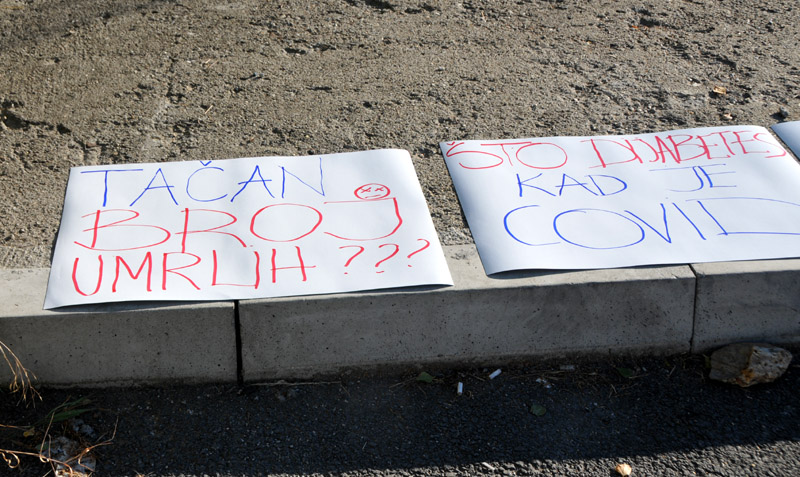 TAČAN
BROJ
UMRLIH ???
ŠTO DIJABETES
KAD JE
COVID